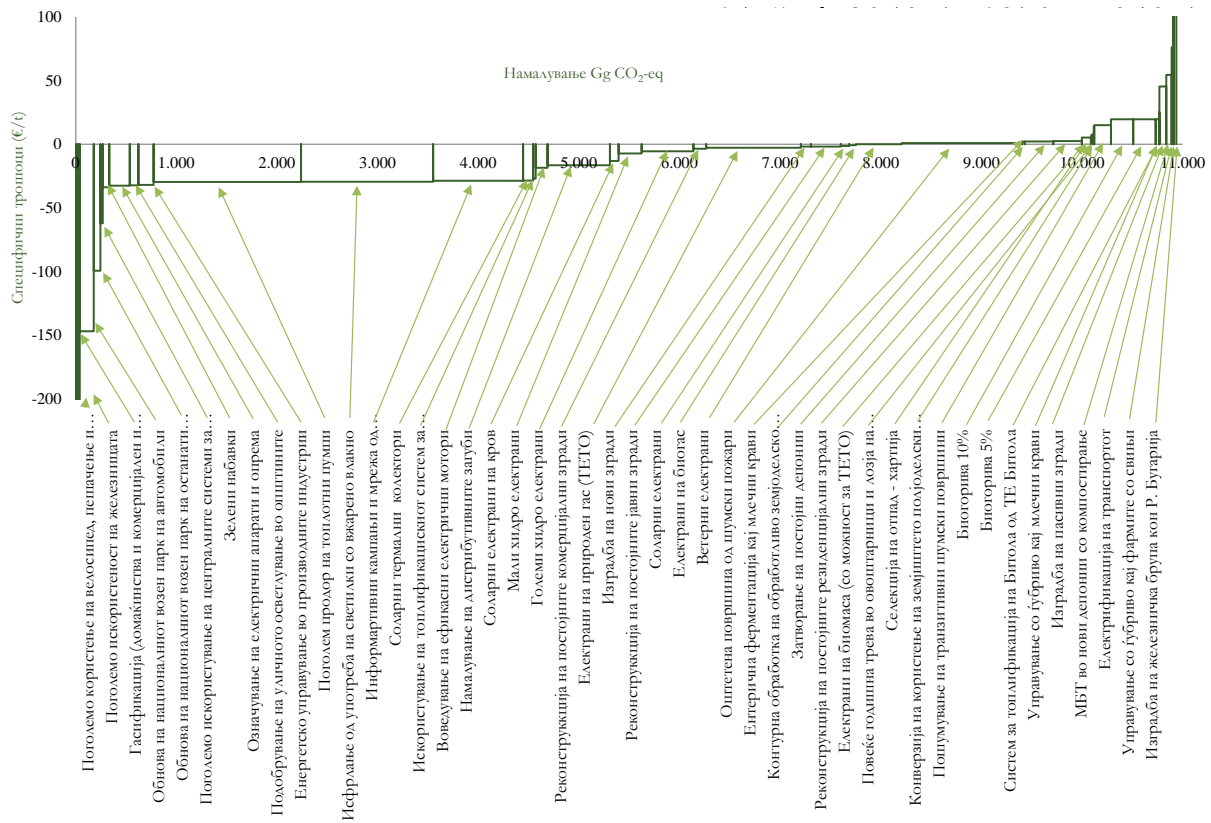 100
Намалување Gg CO₂-eq
50
0
0 1.000 2.000 3.000 4.000 5.000 6.000 7.000 8.000 9.000 10.000 11.000
-50
-100
-150
-200
Специфични трошоци (€/t)
Поголемо користење на велосипед, пешачење и…
Поголемо искористеност на железницата
Гасификација (домаќинства и комерцијален и…
Обнова на националниот возен парк на автомобили
Обнова на националниот возен парк на останати…
Поголемо искористување на централните системи за…
Зелени набавки
Означување на електрични апарати и опрема
Подобрување на уличното осветлување во општините
Енергетско управување во производните индустрии
Поголем продор на топлотни пумпи
Исфрлање од употреба на светилки со вжарено влакно
Информативни кампањи и мрежа од…
Соларни термални колектори
Искористување на топлификацискиот систем за…
Воведување на ефикасни електрични мотори
Намалување на дистрибутивните загуби
Соларни електрани на кров
Мали хидро електрани
Големи хидро електрани
Реконструккција на постојните комерцијални згради
Електрани на природен гас (ТЕТО)
Изградба на нови згради
Реконструкција на постојните јавни згради
Соларни електрани
Електрани на биогас
Ветерни електрани
Оптетена површина од шумски пожари
Ентерична ферментација кај млечни крави
Контурна обработка на обработливо земјоделско…
Затворање на постојни депонии
Реконструкција на постојните резиденцијални згради
Електрани на биомаса (со можност за ТЕТО)
Повеќе годишна трева во овоштарници и лозја на…
Селекција на отпад - хартија
Конверзија на користење на земјиштето полјоделски…
Пошумување на транзитивни шумски површини
Биогорива 10%
Биогорива 5%
Систем за топлификација на Битола од ТЕ Битола
Управување со ѓубриво кај млечни крави
Изградба на пасивни згради
МБТ во нови депонии со компостирање
Електрификација на транспортот
Управување со ѓубриво кај фармите со свињи
Изградба на железничка бруга кон Р. Бугарија